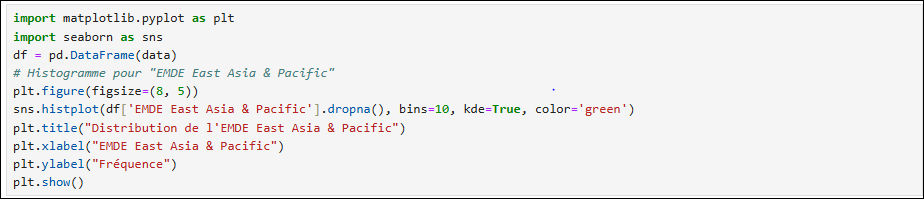 import matplotlib.pyplot as plt
import seaborn as sns
df = pd.DataFrame(data)
# Histogramme pour "EMDE East Asia & Pacific"
plt.figure(figsize=(8, 5))
sns.histplot(df['EMDE East Asia & Pacific'].dropna(), bins=10, kde=True, color='green')
plt.title("Distribution de l'EMDE East Asia & Pacific")
plt.xlabel("EMDE East Asia & Pacific")
plt.ylabel("Fréquence")
plt.show()